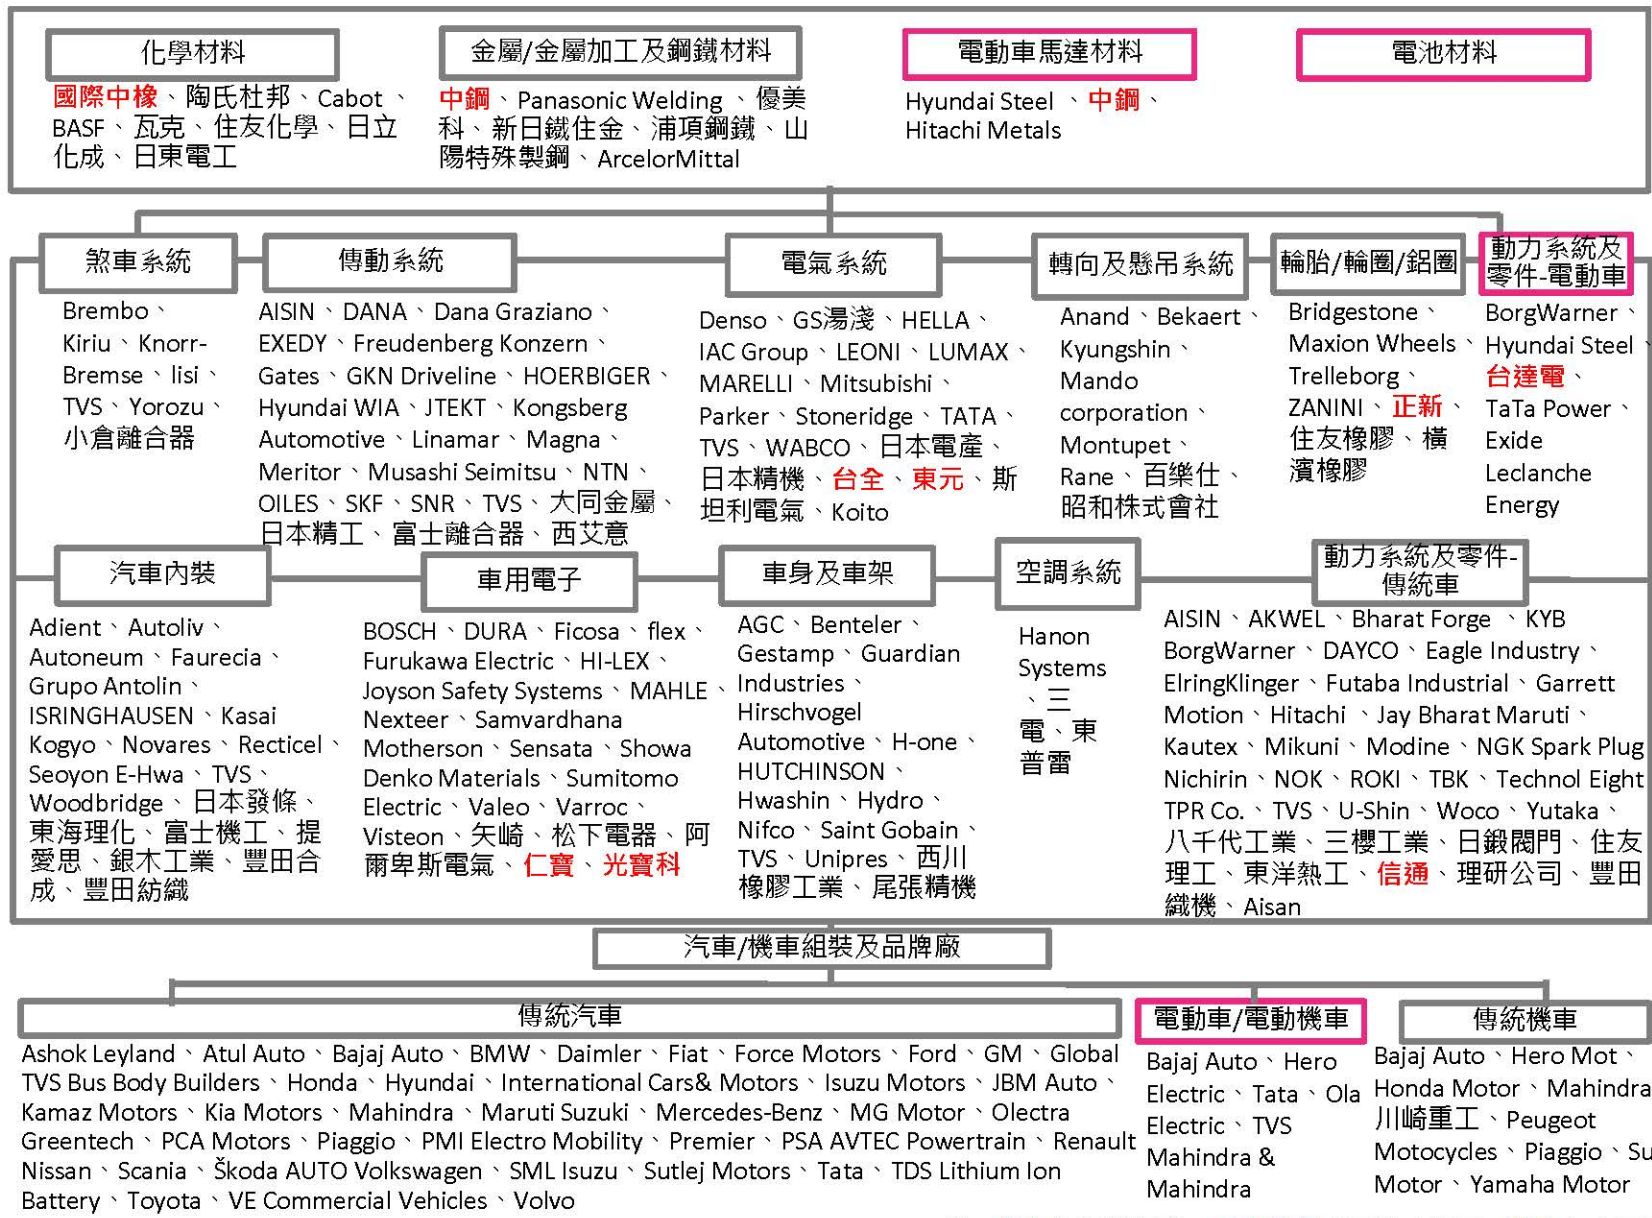 化學材料
國際中橡、陶氏杜邦、Cabot、
BASF、瓦克、住友化學、日立
化成、日東電工
金屬/金屬加工及鋼鐵材料
中鋼、Panasonic Welding 、優美
科、新日鐵住金、浦項鋼鐵、山
陽特殊製鋼、ArcelorMittal
電動車馬達材料
Hyundai Steel 、中鋼、
Hitachi Metals
電池材料
煞車系統
Brembo、
Kiriu、Knorr-
Bremse、lisi、
TVS、Yorozu、
小倉離合器
傳動系統
AISIN、DANA、Dana Graziano、
EXEDY、Freudenberg Konzern、
Gates、GKN Driveline、HOERBIGER、
Hyundai WIA、JTEKT、Kongsberg
Automotive、Linamar、Magna、
Meritor、Musashi Seimitsu、NTN、
OILES、SKF、SNR、TVS、大同金屬、
日本精工、富士離合器、西艾意
電氣系統
Denso、GS湯淺、HELLA、
IAC Group、LEONI、LUMAX、
MARELLI、Mitsubishi、
Parker、Stoneridge、TATA、
TVS、WABCO、日本電產、
日本精機、台全、東元、斯
坦利電氣、Koito
轉向及懸吊系統
Anand、Bekaert、
Kyungshin、
Mando
corporation、
Montupet、
Rane、百樂仕、
昭和株式會社
輪胎/輪圈/鋁圈
Bridgestone、
Maxion Wheels、
Trelleborg、
ZANINI、正新、
住友橡膠、橫
濱橡膠
動力系統及
零件-電動車
BorgWarner、
Hyundai Steel、
台達電、
TaTa Power、
Exide
Leclanche
Energy
汽車內裝
Adient、Autoliv、
Autoneum、Faurecia、
Grupo Antolin、
ISRINGHAUSEN、Kasai
Kogyo、Novares、Recticel、
Seoyon E-Hwa、TVS、
Woodbridge、日本發條、
東海理化、富士機工、提
愛思、銀木工業、豐田合
成、豐田紡織
車用電子
BOSCH、DURA、Ficosa、flex、
Furukawa Electric、HI-LEX、
Joyson Safety Systems、MAHLE、
Nexteer、Samvardhana
Motherson、Sensata、Showa
Denko Materials、Sumitomo
Electric、Valeo、Varroc、
Visteon、矢崎、松下電器、阿
爾卑斯電氣、仁寶、光寶科
車身及車架
AGC、Benteler、
Gestamp、Guardian
Industries、
Hirschvogel
Automotive、H-one、
HUTCHINSON、
Hwashin、Hydro、
Nifco、Saint Gobain、
TVS、Unipres、西川
橡膠工業、尾張精機
空調系統
Hanon
Systems
、三
電、東
普雷
動力系統及零件-
傳統車
AISIN、AKWEL、Bharat Forge 、KYB
BorgWarner、DAYCO、Eagle Industry、
ElringKlinger、Futaba Industrial、Garrett
Motion、Hitachi 、Jay Bharat Maruti、
Kautex、Mikuni、Modine、NGK Spark Plug
Nichirin、NOK、ROKI、TBK、Technol Eight
TPR Co.、TVS、U-Shin、Woco、Yutaka、
八千代工業、三櫻工業、日鍛閥門、住友
理工、東洋熱工、信通、理研公司、豐田
織機、Aisan
汽車/機車組裝及品牌廠
傳統汽車
Ashok Leyland、Atul Auto、Bajaj Auto、BMW、Daimler、Fiat、Force Motors、Ford、GM、Global
TVS Bus Body Builders、Honda、Hyundai、International Cars& Motors、Isuzu Motors、JBM Auto、
Kamaz Motors、Kia Motors、Mahindra、Maruti Suzuki、Mercedes-Benz、MG Motor、Olectra
Greentech、PCA Motors、Piaggio、PMI Electro Mobility、Premier、PSA AVTEC Powertrain、Renault
Nissan、Scania、Škoda AUTO Volkswagen、SML Isuzu、Sutlej Motors、Tata、TDS Lithium Ion
Battery、Toyota、VE Commercial Vehicles、Volvo
電動車/電動機車
Bajaj Auto、Hero
Electric、Tata、Ola
Electric、TVS
Mahindra &
Mahindra
傳統機車
Bajaj Auto、Hero Mot、
Honda Motor、Mahindra
川崎重工、Peugeot
Motocycles、Piaggio、Su
Motor、Yamaha Motor